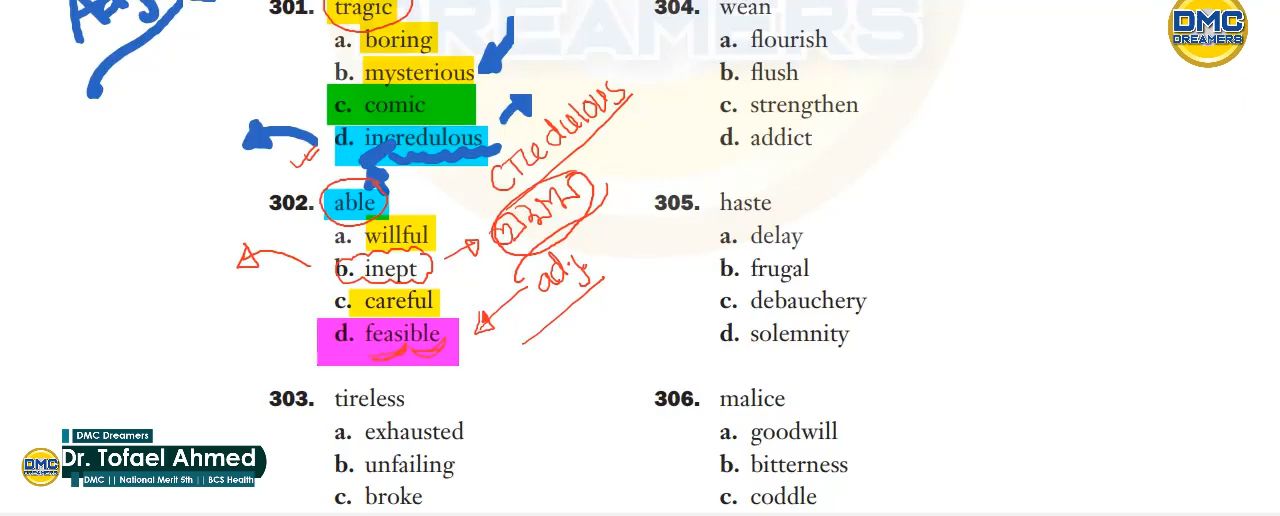 301. tragic
a. boring
b. mysterious
c. comic
d. incredulous
credulous
302. able
a. willful
b. inept
c. careful
d. feasible
adj.
303. tireless
a. exhausted
b. unfailing
c. broke
304. wean
a. flourish
b. flush
c. strengthen
d. addict
305. haste
a. delay
b. frugal
c. debauchery
d. solemnity
306. malice
a. goodwill
b. bitterness
c. coddle
DREAMERS
DMC
DREAMERS
DMC Dreamers
DMC
Dr. Tofael Ahmed
DMC || National Merit 5th || BCS Health